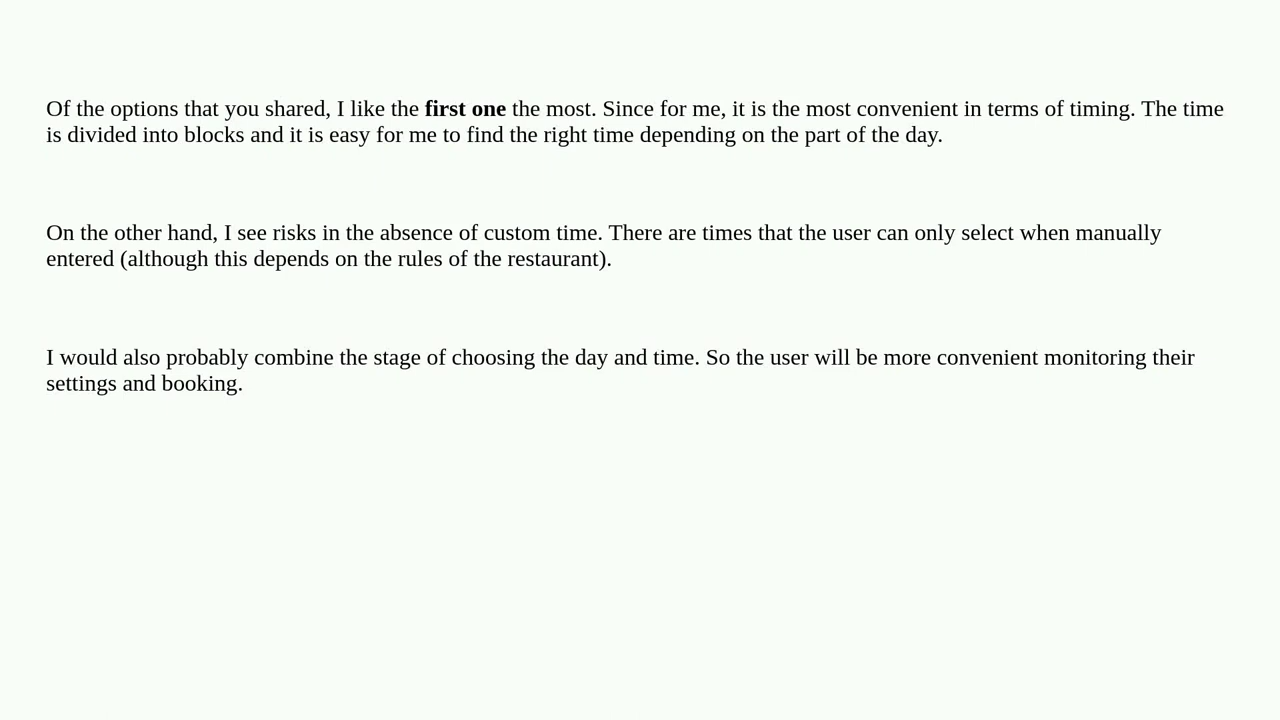 Of the options that you shared, I like the first one the most. Since for me, it is the most convenient in terms of timing. The time
is divided into blocks and it is easy for me to find the right time depending on the part of the day.
On the other hand, I see risks in the absence of custom time. There are times that the user can only select when manually
entered (although this depends on the rules of the restaurant).
I would also probably combine the stage of choosing the day and time. So the user will be more convenient monitoring their
settings and booking.